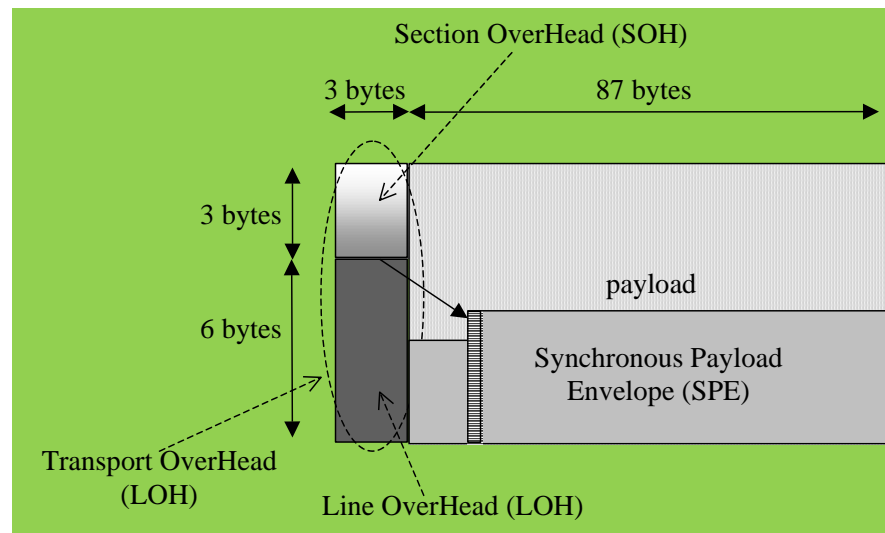 Section OverHead (SOH)
3 bytes
87 bytes
3 bytes
payload
6 bytes
Synchronous Payload
Envelope (SPE)
Transport OverHead
(LOH)
Line OverHead (LOH)